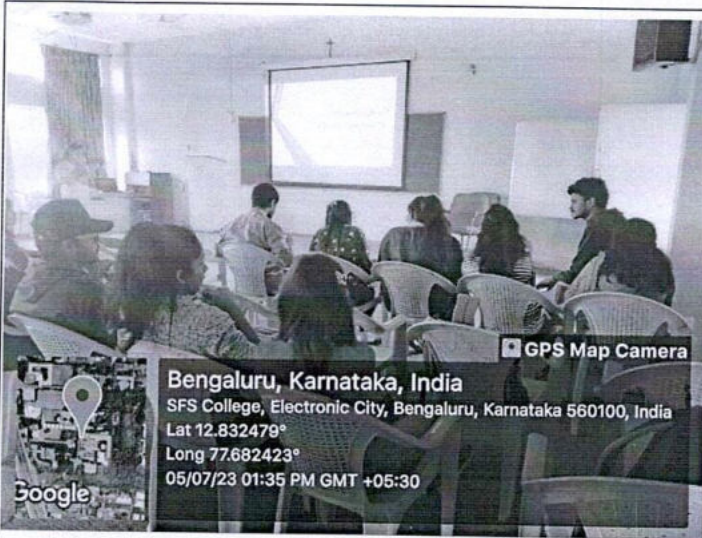 GPS Map Camera
Bengaluru, Karnataka, India
SFS College, Electronic City, Bengaluru, Karnataka 560100, India
Lat 12.832479°
Long 77.682423°
05/07/23 01:35 PM GMT +05:30
Google